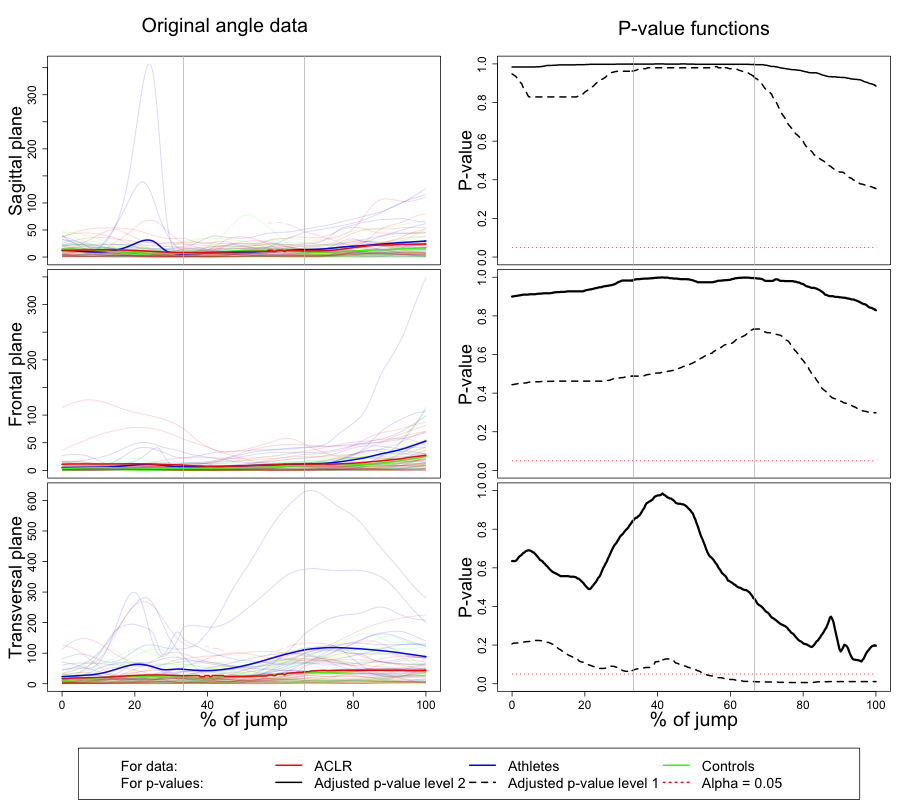 Original angle data
P-value functions
Sagittal plane
0
50
100
200
300
P-value
0.0
0.2
0.4
0.6
0.8
1.0
Frontal plane
0
50
100
200
300
P-value
0.0
0.2
0.4
0.6
0.8
1.0
Transversal plane
0
100
200
300
400
500
600
P-value
0.0
0.2
0.4
0.6
0.8
1.0
0 20 40 60 80 100
0 20 40 60 80 100
% of jump
% of jump
For data: ACLR Athletes Controls
For p-values: Adjusted p-value level 2 Adjusted p-value level 1 Alpha = 0.05